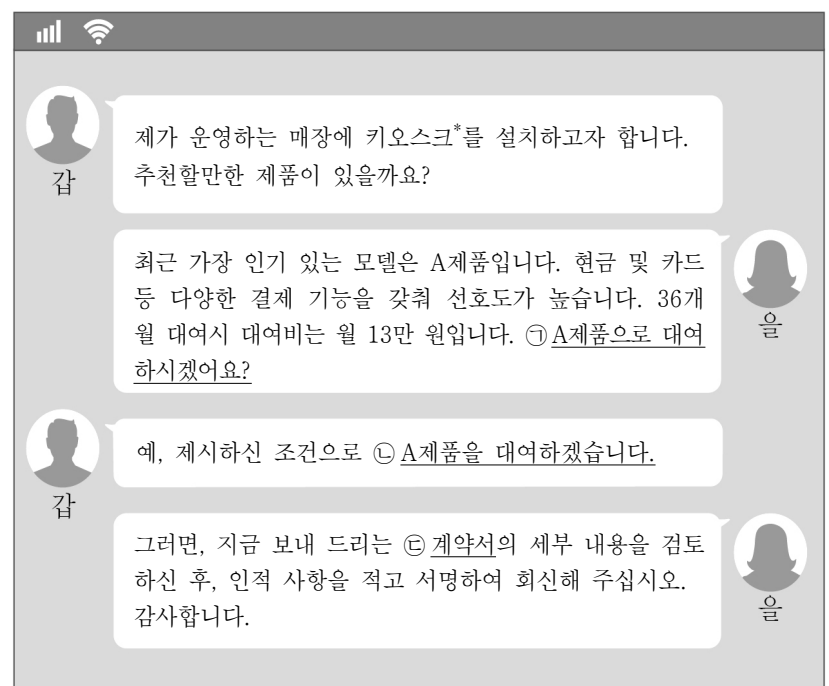 제가 운영하는 매장에 키오스크*를 설치하고자 합니다.
추천할만한 제품이 있을까요?
갑
최근 가장 인기 있는 모델은 A제품입니다. 현금 및 카드
등 다양한 결제 기능을 갖춰 선호도가 높습니다. 36개
월 대여시 대여비는 월 13만 원입니다. ㉠ A제품으로 대여
하시겠어요?
을
예, 제시하신 조건으로 ㉡ A제품을 대여하겠습니다.
갑
그러면, 지금 보내 드리는 ㉢ 계약서의 세부 내용을 검토
하신 후, 인적 사항을 적고 서명하여 회신해 주십시오.
감사합니다.
을